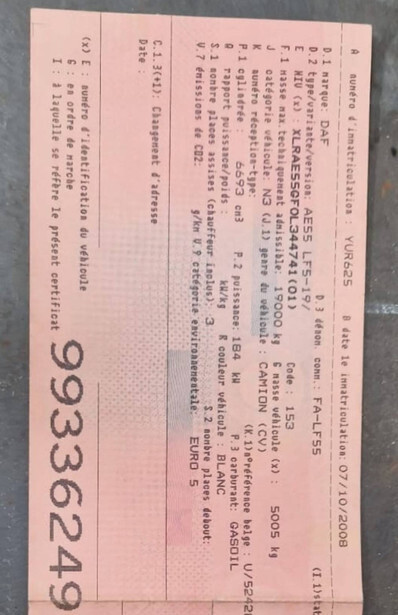 A numéro d'immatriculation : YUR625 B date 1e immatriculation: 07/10/2008
D.1 marque: DAF D.3 dénom. comm.: FA-LF55 (I.1)stat
D.2 type/variante/version: AE55 LF5-19/
E NIV (x) : XLRAE55GF0L344741(01) Code : 153
F.1 masse max techniquement admissible: 19000 kg G masse véhicule (x) : 5005 kg
J catégorie véhicule: N3 (J.1) genre du véhicule : CAMION (CV)
K numéro réception-type: (K.1)n°référence belge : U/5242
P.1 cylindrée : 6693 cm3 P.2 puissance: 184 kW P.3 carburant: GASOIL
Q rapport puissance/poids : kW/kg R couleur véhicule : BLANC
S.1 nombre places assises (chauffeur inclus): 3 S.2 nombre places debout:
V.7 émissions de CO2: g/km V.9 catégorie environnementale: EURO 5
C.1.3(+1): Changement d'adresse
Date :
(x) E : numéro d'identification du véhicule
G : en ordre de marche
I : à laquelle se réfère le présent certificat
99336249